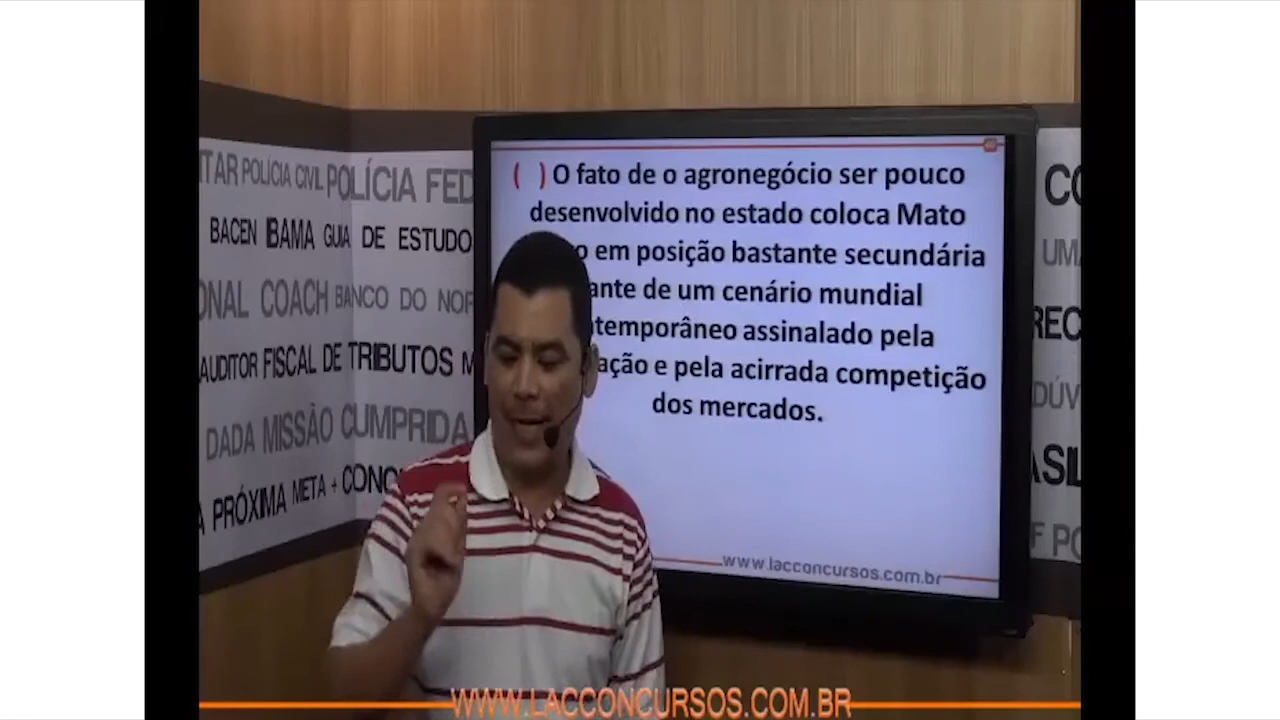 ITAR POLÍCIA CIVIL POLÍCIA FED
BACEN IBAMA GUIA DE ESTUDO
ONAL COACH BANCO DO NOR
AUDITOR FISCAL DE TRIBUTOS M
DADA MISSÃO CUMPRIDA
A PRÓXIMA META + CONC
( ) O fato de o agronegócio ser pouco
desenvolvido no estado coloca Mato
o em posição bastante secundária
ante de um cenário mundial
temporâneo assinalado pela
ação e pela acirrada competição
dos mercados.
www.lacconcursos.com.br
CO
UMA
REC
DÚV
ASIL
F PO
WWW.LACCONCURSOS.COM.BR